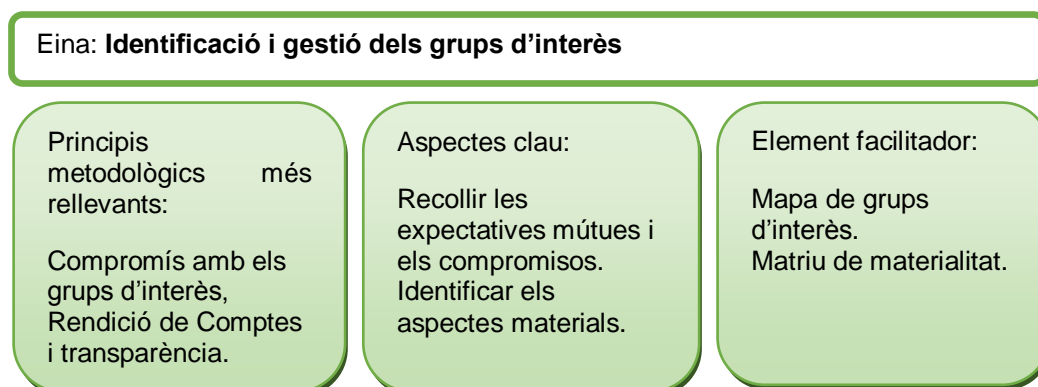 Eina: Identificació i gestió dels grups d’interès
Principis
metodològics més
rellevants:
Compromís amb els
grups d’interès,
Rendició de Comptes
i transparència.
Aspectes clau:
Recollir les
expectatives mútues i
els compromisos.
Identificar els
aspectes materials.
Element facilitador:
Mapa de grups
d’interès.
Matriu de materialitat.